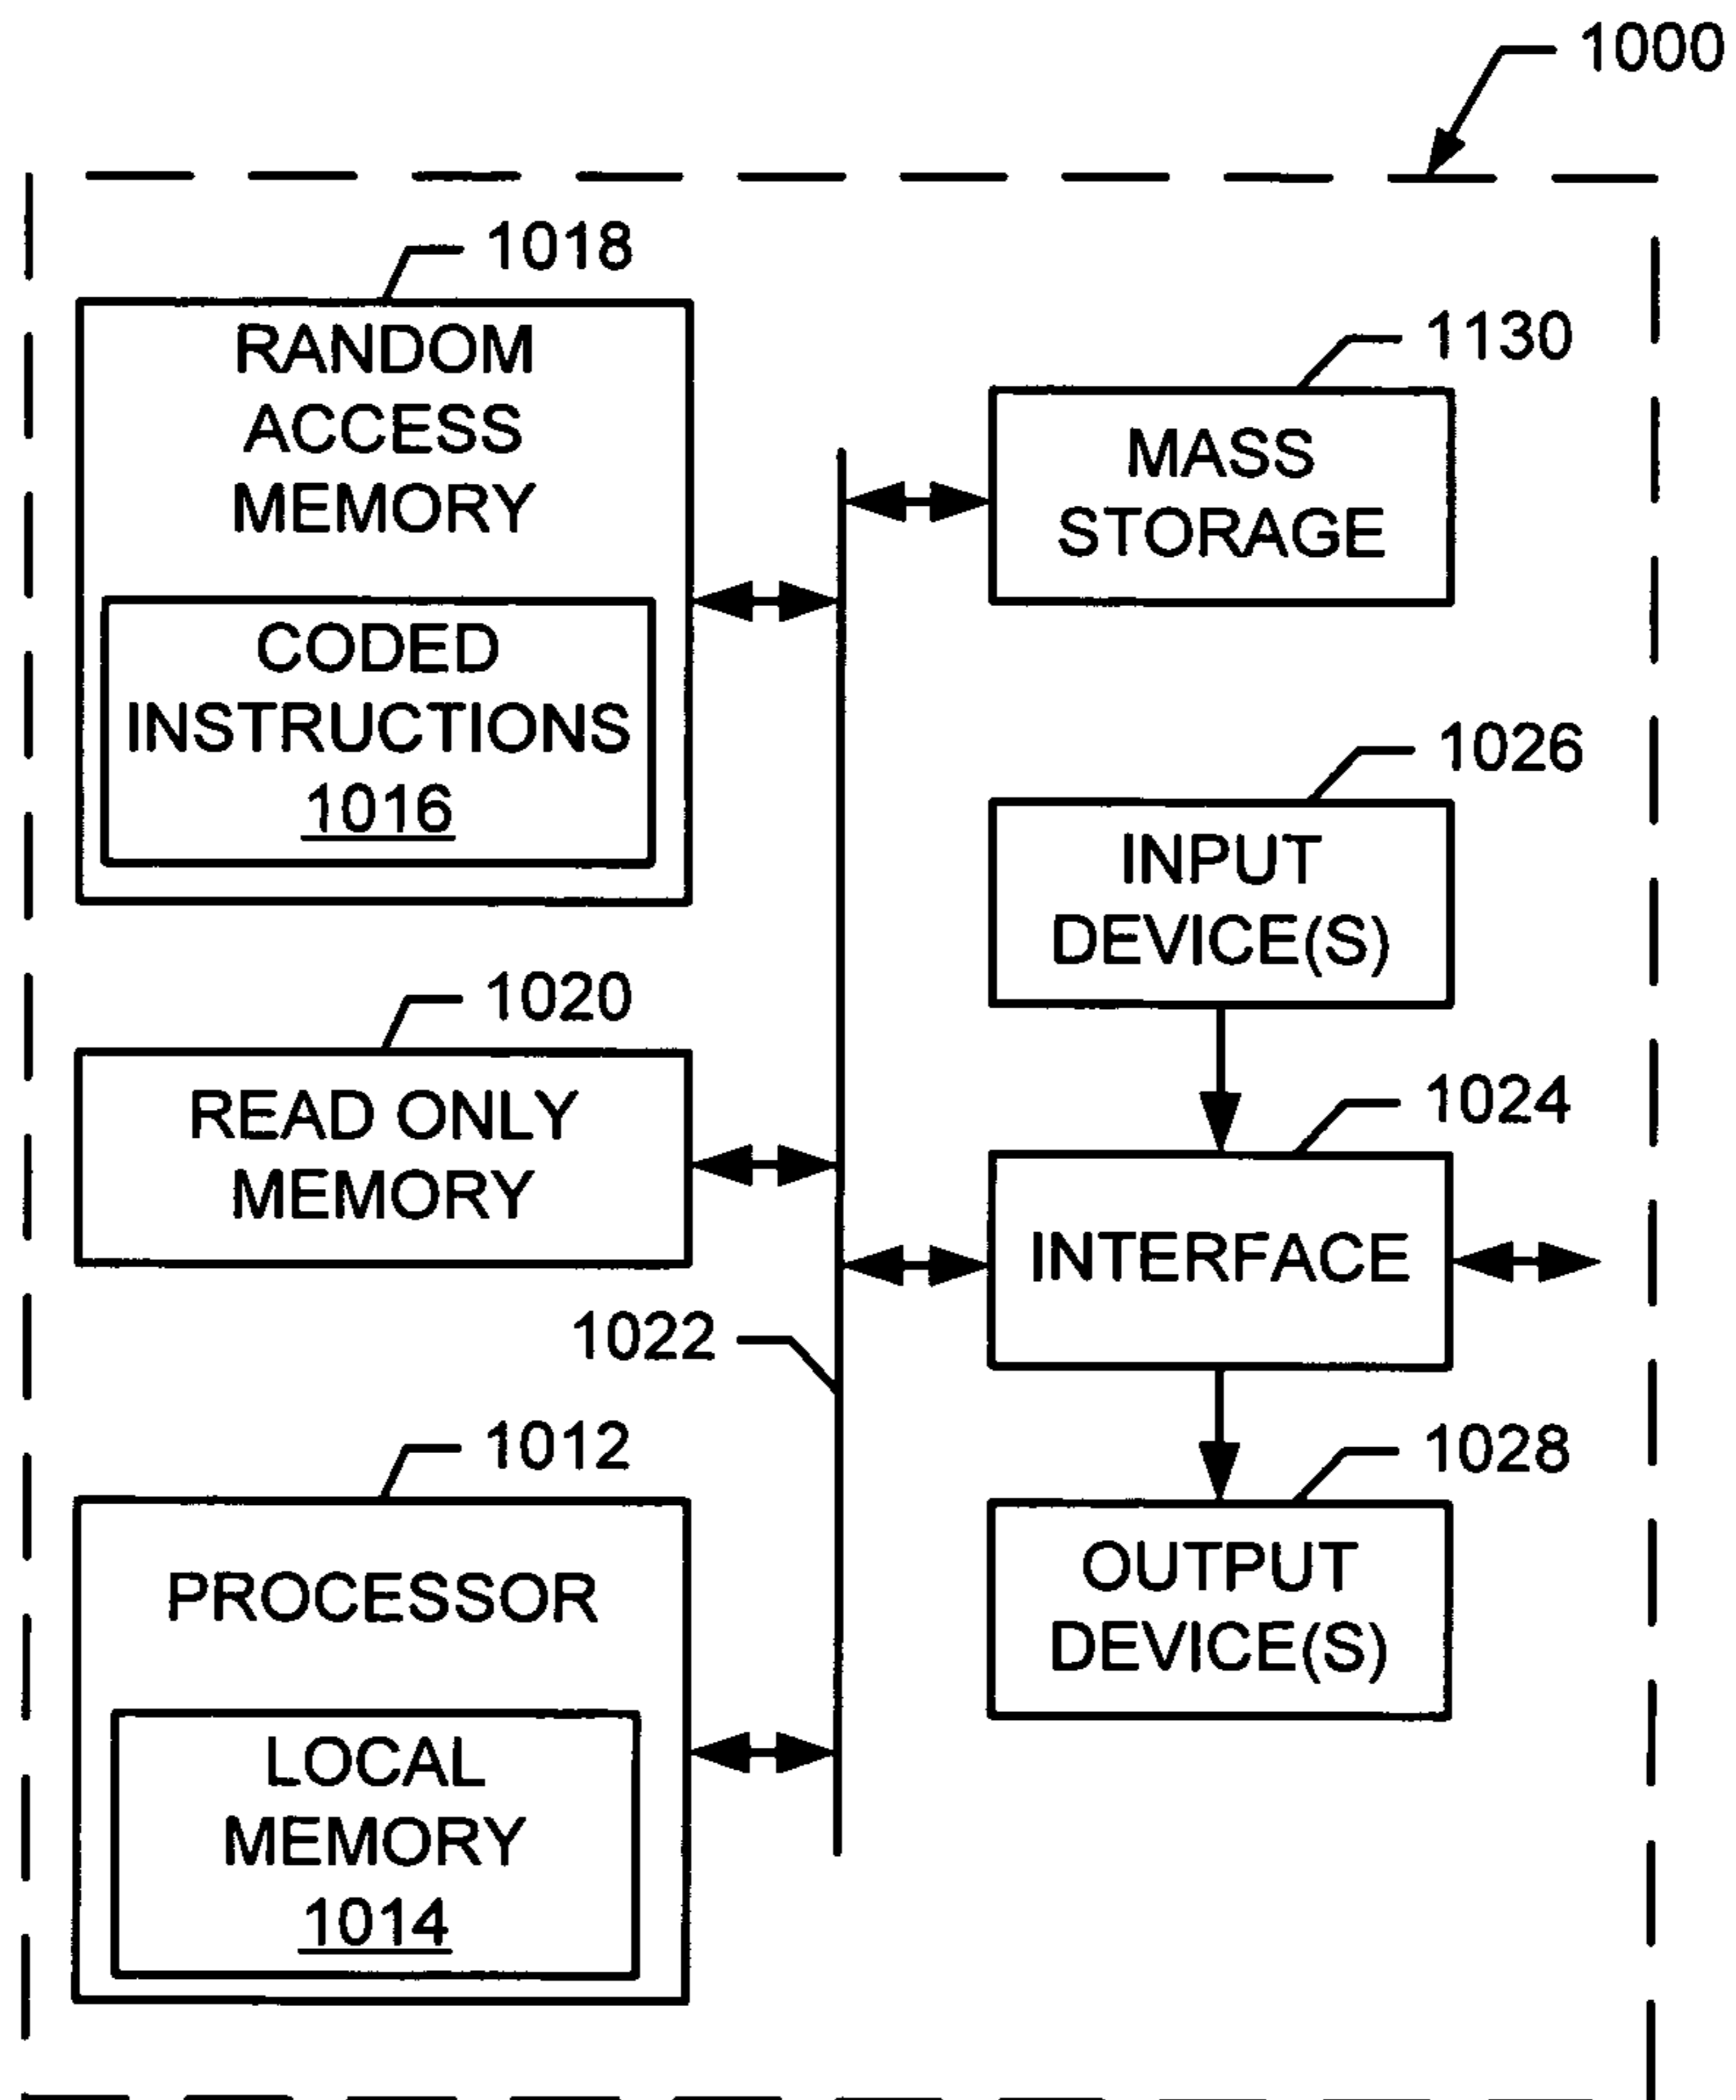 1000
1018
RANDOM
ACCESS
MEMORY
CODED
INSTRUCTIONS
1016
1130
MASS
STORAGE
1026
INPUT
DEVICE(S)
1020
READ ONLY
MEMORY
1024
INTERFACE
1022
1012
PROCESSOR
LOCAL
MEMORY
1014
1028
OUTPUT
DEVICE(S)